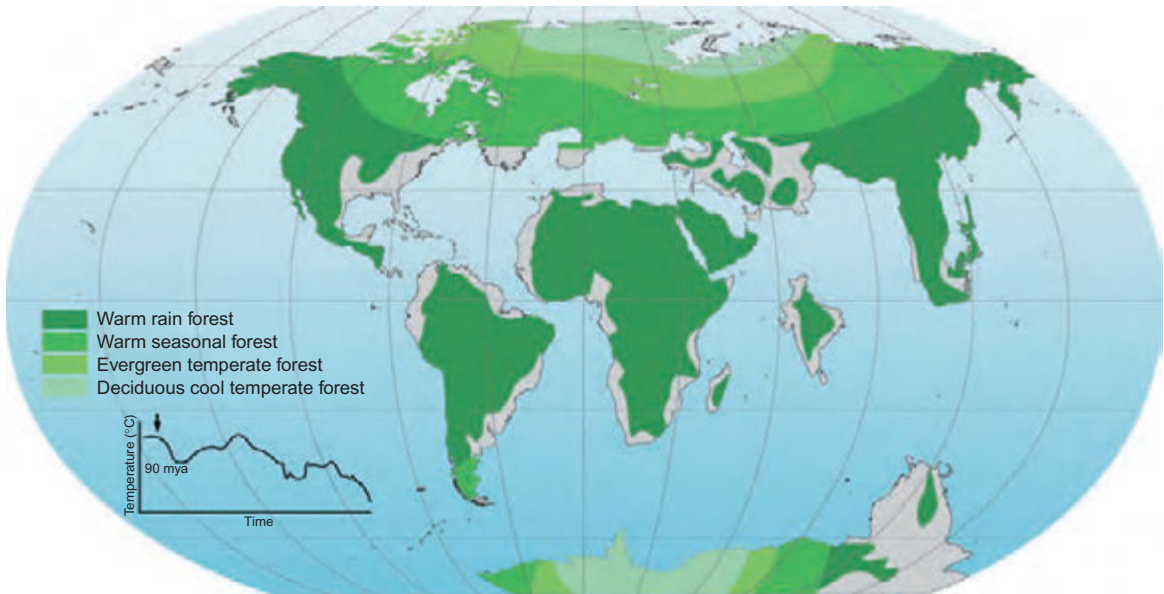 Warm rain forest
Warm seasonal forest
Evergreen temperate forest
Deciduous cool temperate forest
Temperature (°C)
90 mya
Time